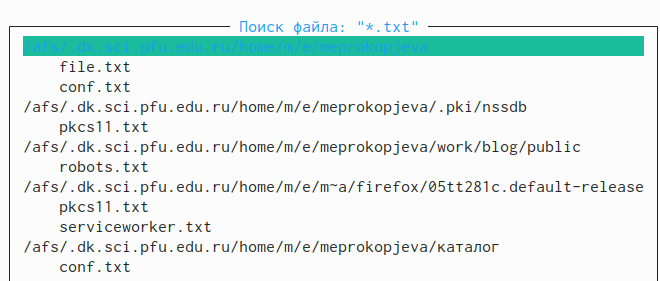 Поиск файла: "*.txt"
/afs/.dk.sci.pfu.edu.ru/home/m/e/meprokopjeva
file.txt
conf.txt
/afs/.dk.sci.pfu.edu.ru/home/m/e/meprokopjeva/.pki/nssdb
pkcs11.txt
/afs/.dk.sci.pfu.edu.ru/home/m/e/meprokopjeva/work/blog/public
robots.txt
/afs/.dk.sci.pfu.edu.ru/home/m/e/m~a/firefox/05tt281c.default-release
pkcs11.txt
serviceworker.txt
/afs/.dk.sci.pfu.edu.ru/home/m/e/meprokopjeva/каталог
conf.txt